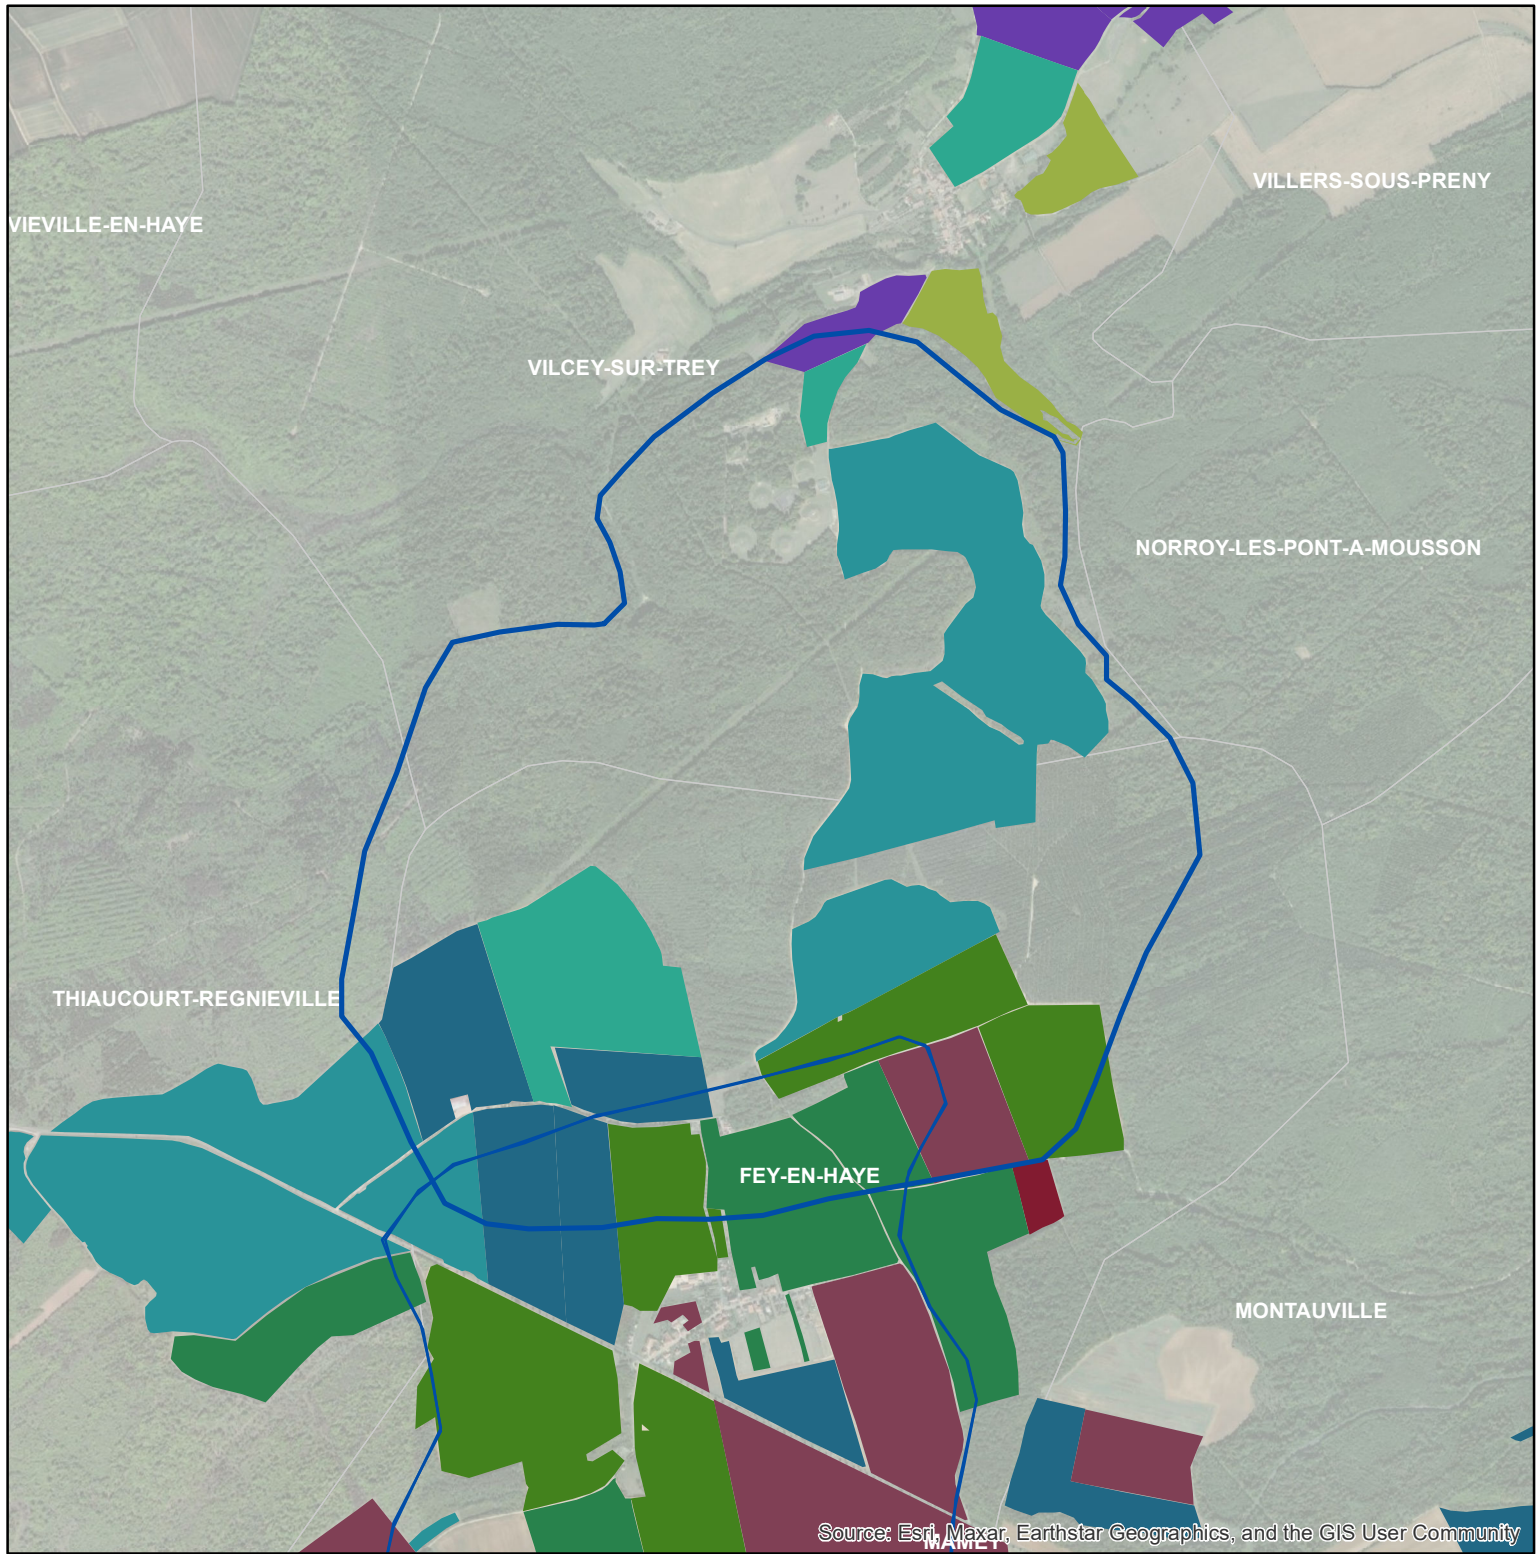 VILLERS-SOUS-PRENY
VIEVILLE-EN-HAYE
VILCEY-SUR-TREY
NORROY-LES-PONT-A-MOUSSON
THIAUCOURT-REGNIEVILLE
FEY-EN-HAYE
MONTAUVILLE
Source: Esri, Maxar, Earthstar Geographics, and the GIS User Community
MAMEY